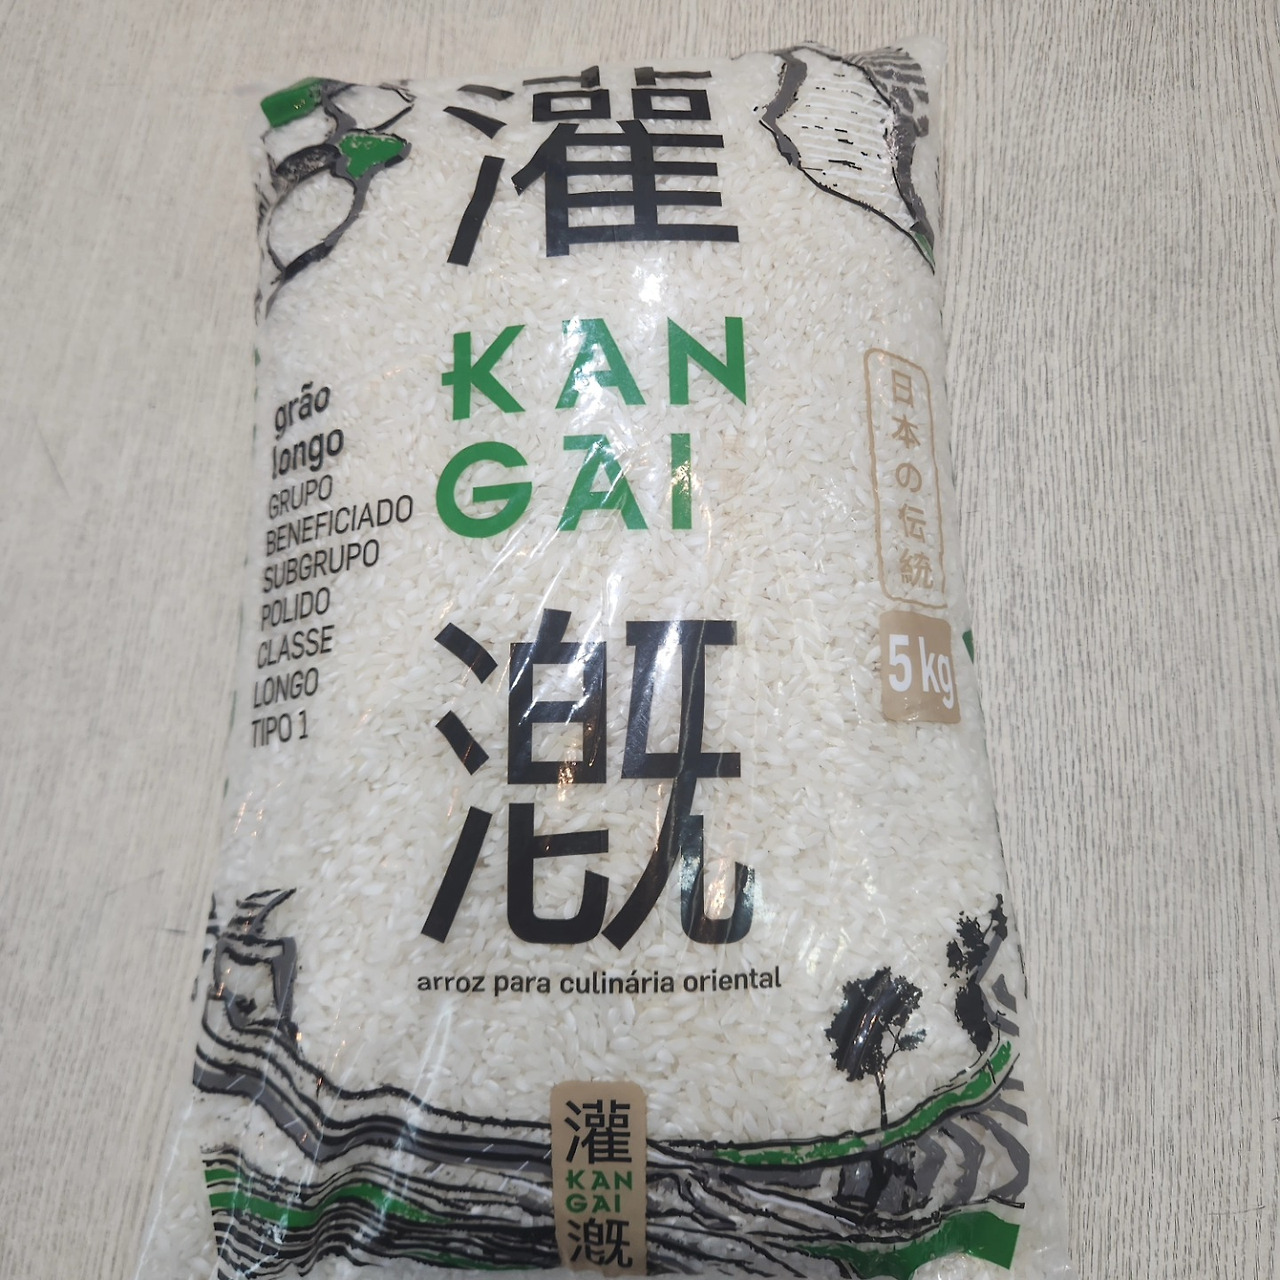 灌
KAN
GAI
漑
grão
longo
GRUPO
BENEFICIADO
SUBGRUPO
POLIDO
CLASSE
LONGO
TIPO 1
日本の伝統
5 kg
arroz para culinária oriental
灌
KAN
GAI
漑